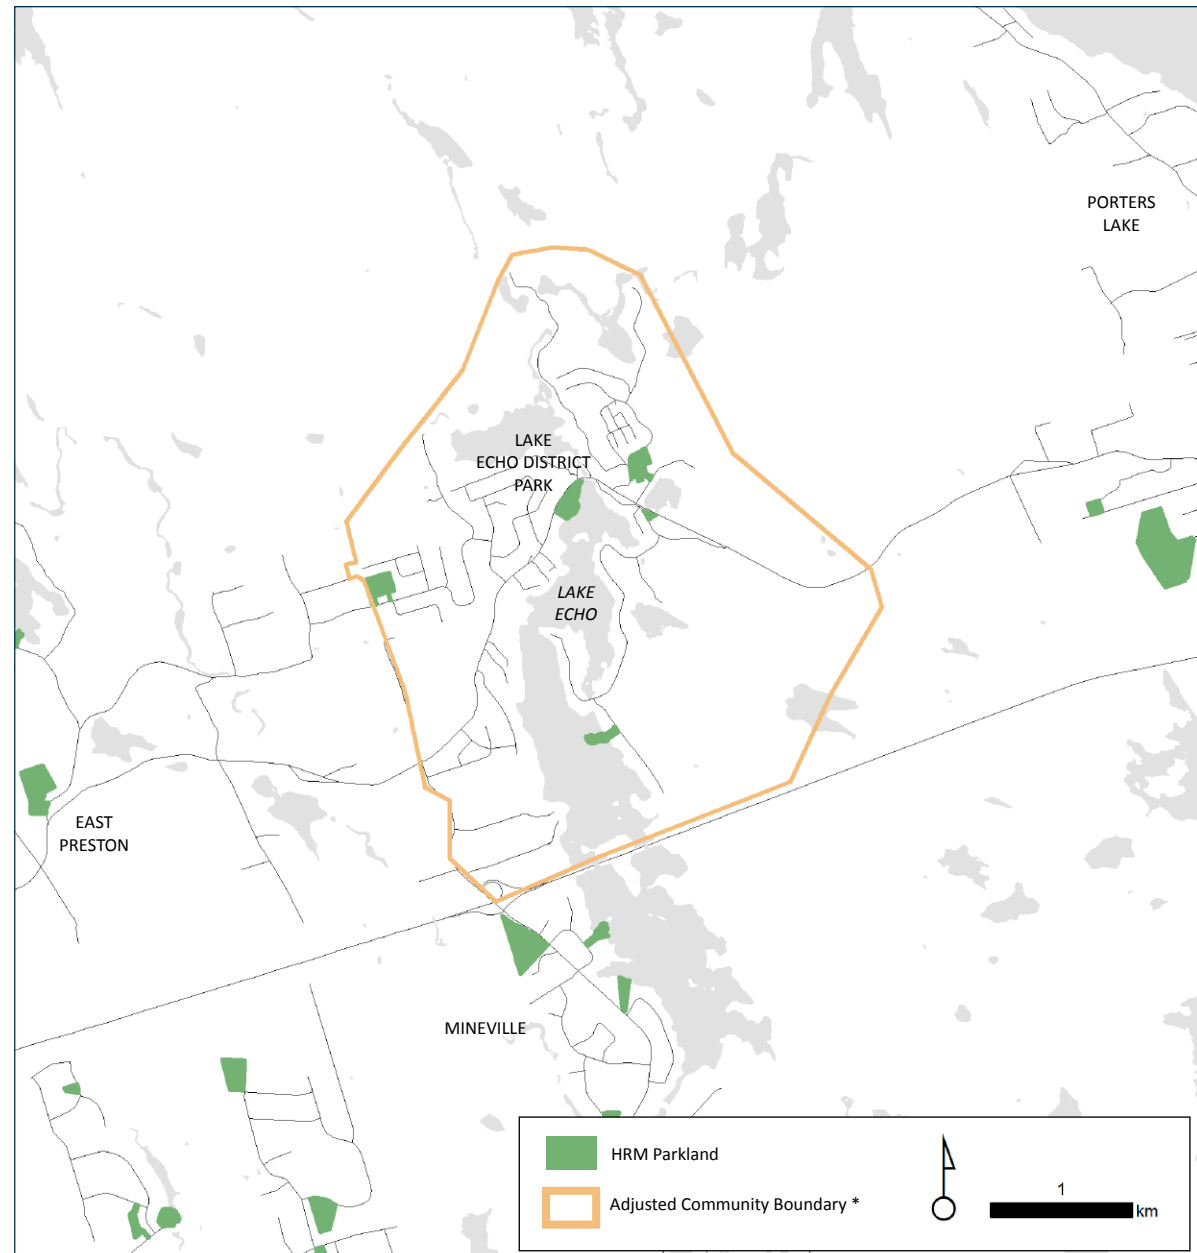 PORTERS
LAKE
LAKE
ECHO DISTRICT
PARK
LAKE
ECHO
EAST
PRESTON
MINEVILLE
HRM Parkland
Adjusted Community Boundary *
1
km